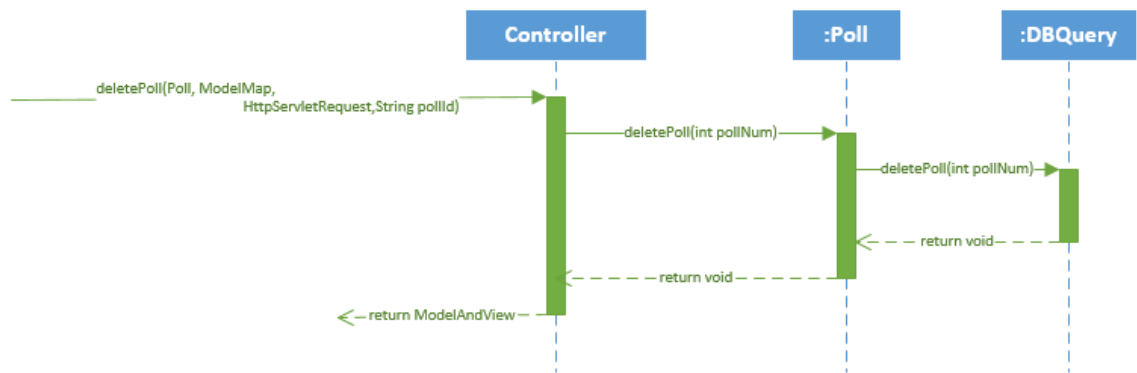 Controller
:Poll
:DBQuery
deletePoll(Poll, ModelMap,
HttpServletRequest,String pollId)
deletePoll(int pollNum)
deletePoll(int pollNum)
return void
return void
return ModelAndView